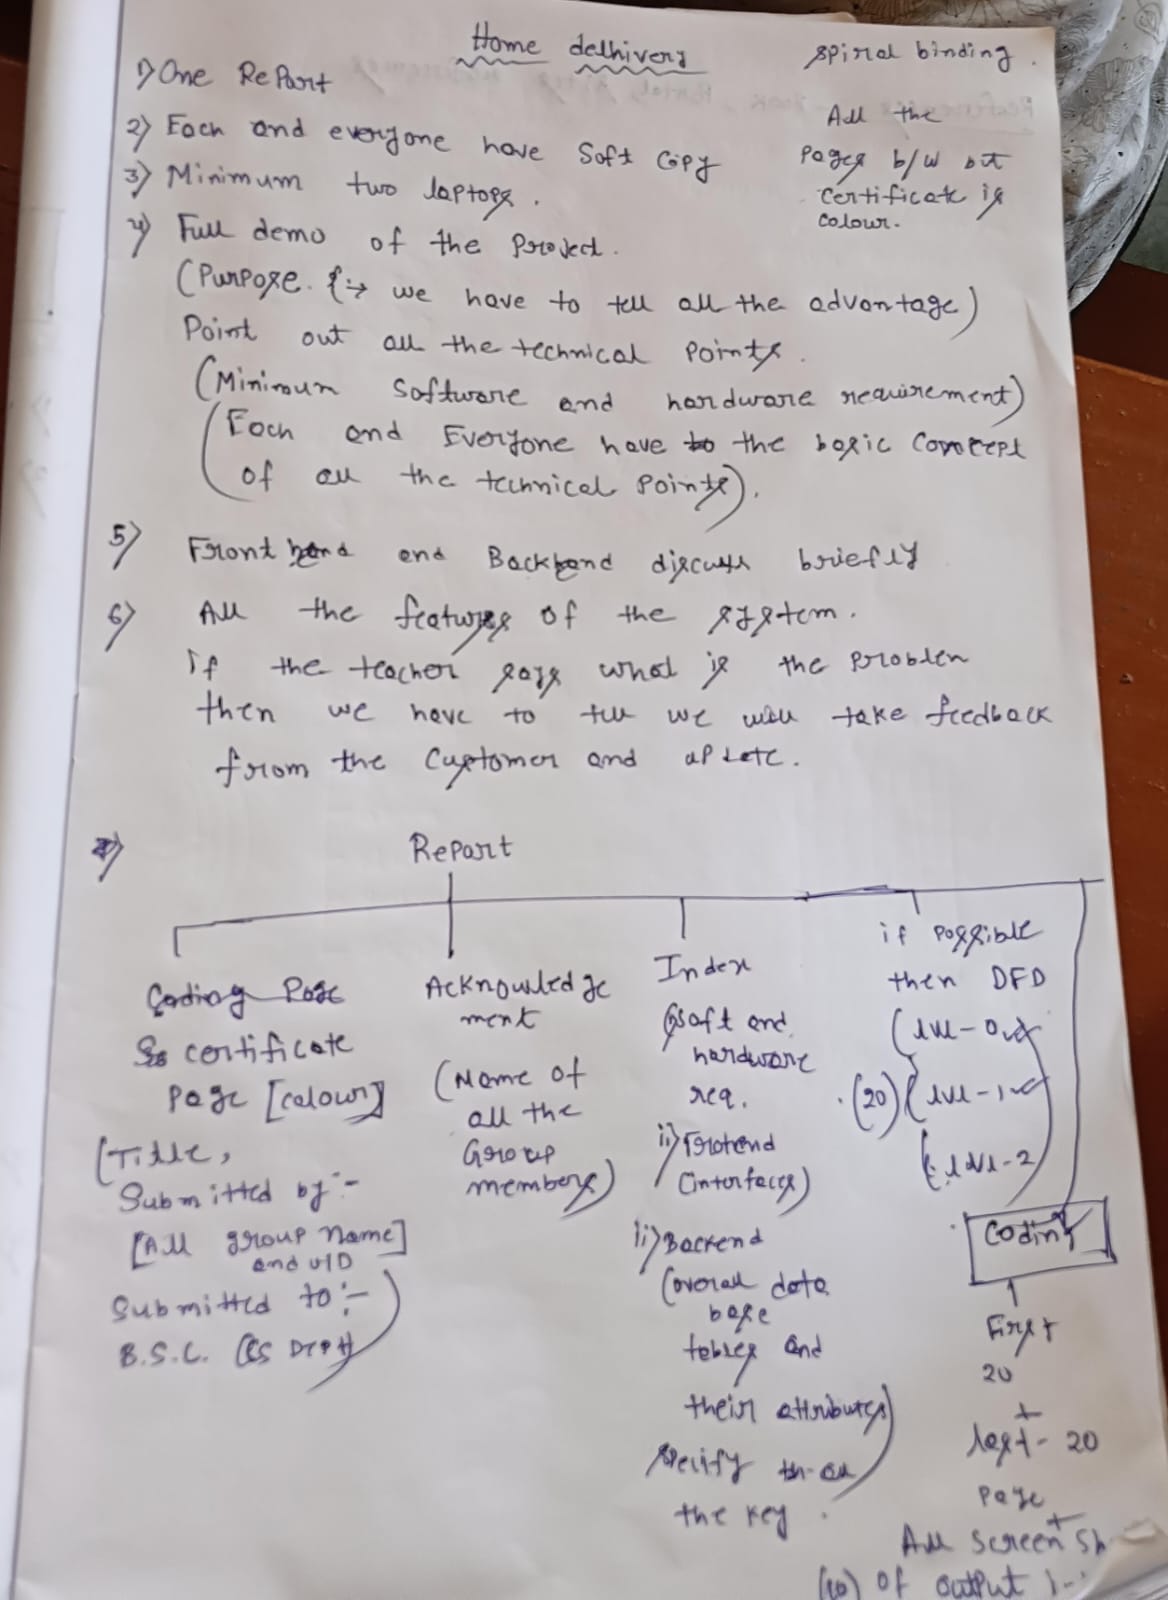 Home delhivery
spiral binding.
1) One Report
All the
pages b/w but
certificate is
colour.
2) Each and everyone have Soft Copy
3) Minimum two laptops.
4) Full demo of the Project.
(Purpose. {→ we have to tell all the advantage)
Point out all the technical Points.
(Minimum Software and hardware requirement)
(Each and Everyone have to the basic Concept
of all the technical points).
5) Front end and Backend discuss briefly
6) All the features of the system.
if the teacher says what is the Problem
then we have to tell we will take feedback
from the Customer and update.
Report
Coding Page
certificate
Page [colour]
(Title,
Submitted by :-
[All group name]
and UID
Submitted to :-
B.S.C. (CS DEPT)
Acknowledge
ment
(Name of
all the
Group
members)
Index
i) Soft and
hardware
req.
ii) Frotend
(interfaces)
ii) Backend
(overall data
base
tables and
their attributes)
specify all
the key.
if possible
then DFD
(lvl-0
(20) (lvl-1
lvl-2)
Coding
First
20
+
last - 20
page
+
All Screen Sh
(10) of output